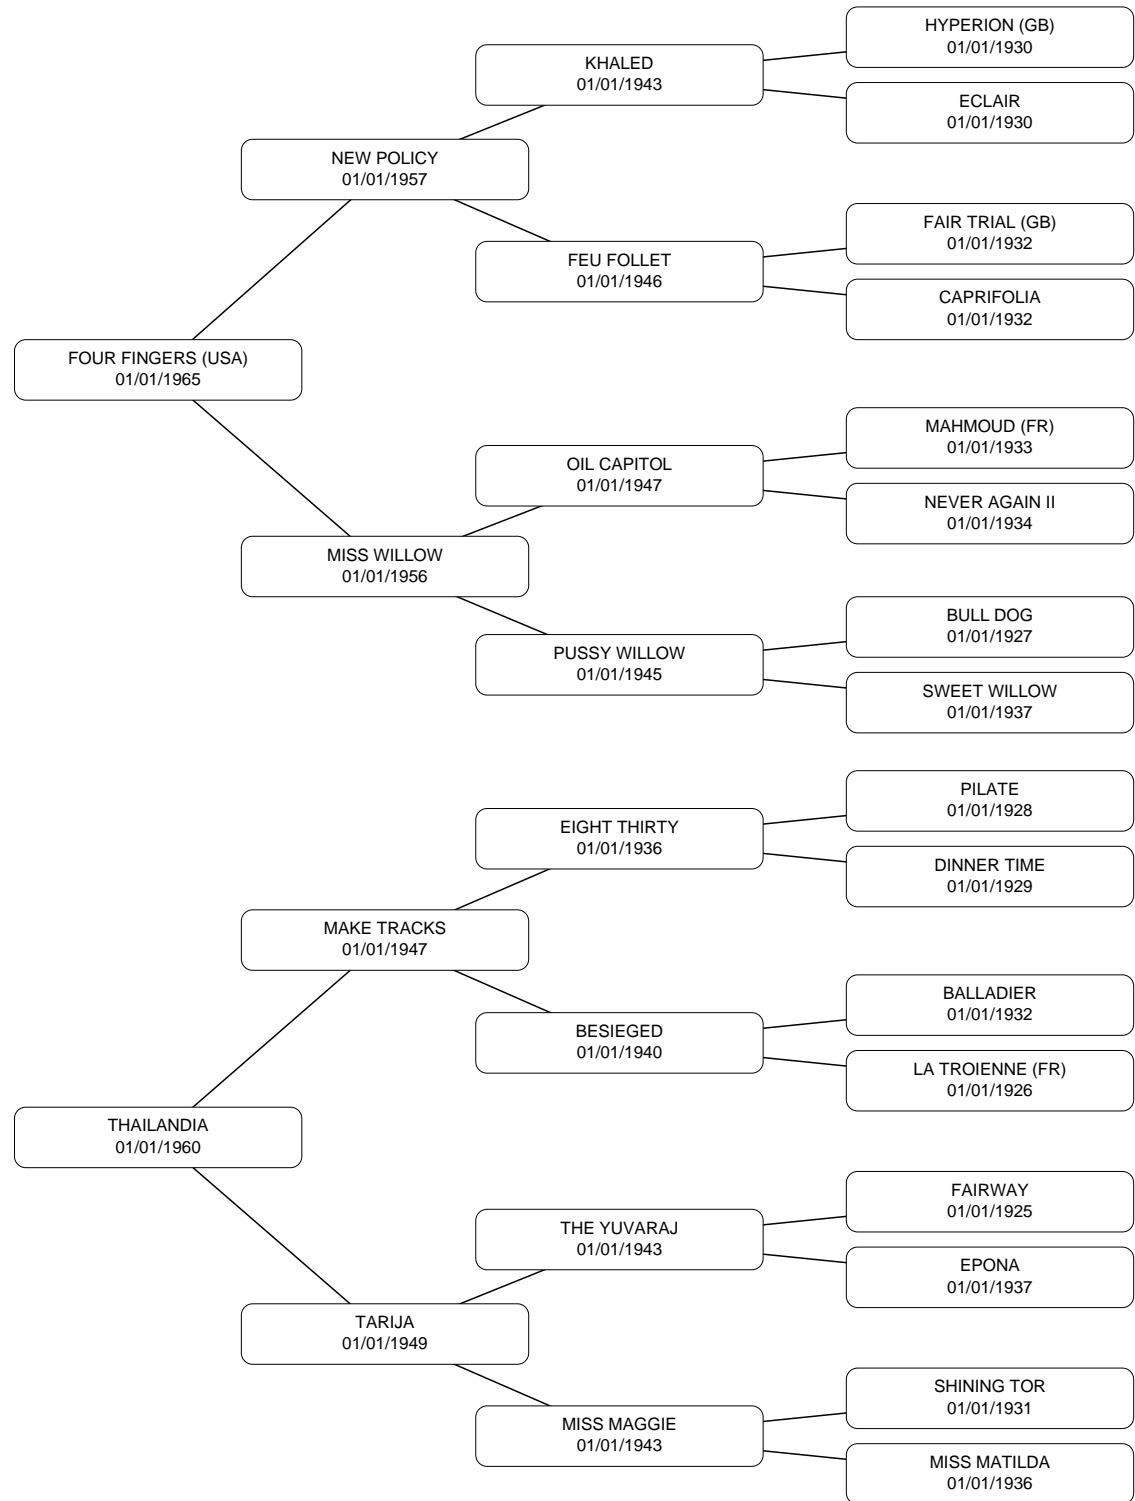 HYPERION (GB)
01/01/1930
KHALED
01/01/1943
ECLAIR
01/01/1930
NEW POLICY
01/01/1957
FAIR TRIAL (GB)
01/01/1932
FEU FOLLET
01/01/1946
CAPRIFOLIA
01/01/1932
FOUR FINGERS (USA)
01/01/1965
MAHMOUD (FR)
01/01/1933
OIL CAPITOL
01/01/1947
NEVER AGAIN II
01/01/1934
MISS WILLOW
01/01/1956
BULL DOG
01/01/1927
PUSSY WILLOW
01/01/1945
SWEET WILLOW
01/01/1937
PILATE
01/01/1928
EIGHT THIRTY
01/01/1936
DINNER TIME
01/01/1929
MAKE TRACKS
01/01/1947
BALLADIER
01/01/1932
BESIEGED
01/01/1940
LA TROIENNE (FR)
01/01/1926
THAILANDIA
01/01/1960
FAIRWAY
01/01/1925
THE YUVARAJ
01/01/1943
EPONA
01/01/1937
TARIJA
01/01/1949
SHINING TOR
01/01/1931
MISS MAGGIE
01/01/1943
MISS MATILDA
01/01/1936